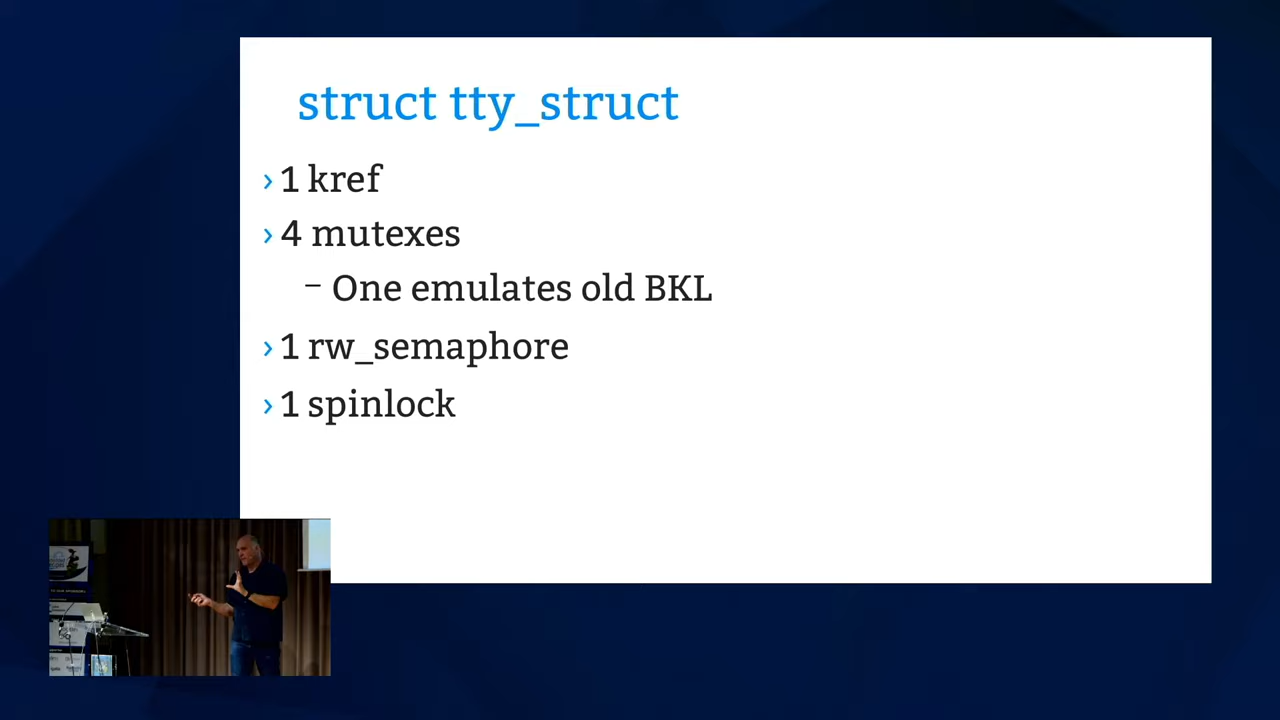 struct tty_struct
› 1 kref
› 4 mutexes
– One emulates old BKL
› 1 rw_semaphore
› 1 spinlock